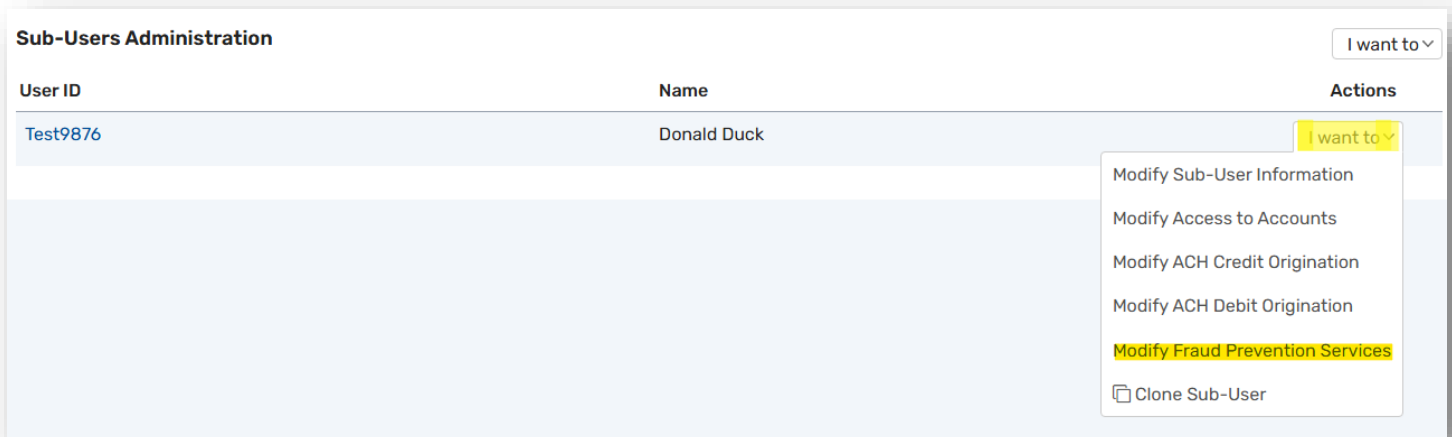 Sub-Users Administration
I want to
User ID Name Actions
Test9876 Donald Duck I want to
Modify Sub-User Information
Modify Access to Accounts
Modify ACH Credit Origination
Modify ACH Debit Origination
Modify Fraud Prevention Services
Clone Sub-User